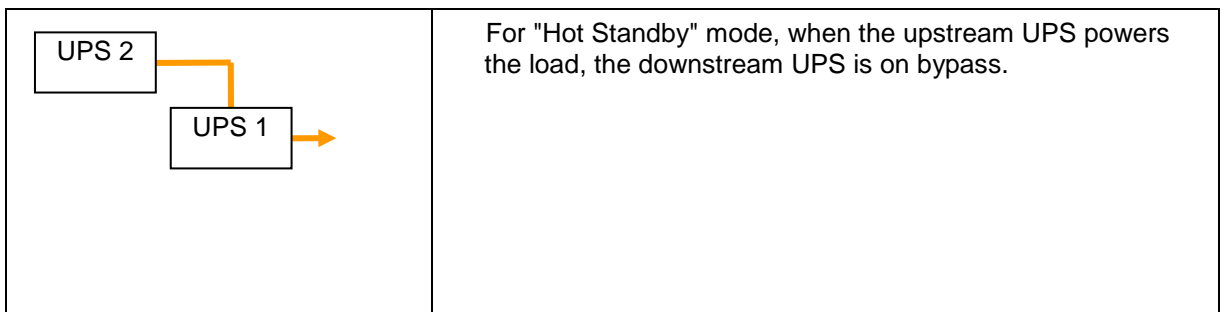 UPS 2
UPS 1
For "Hot Standby" mode, when the upstream UPS powers
the load, the downstream UPS is on bypass.